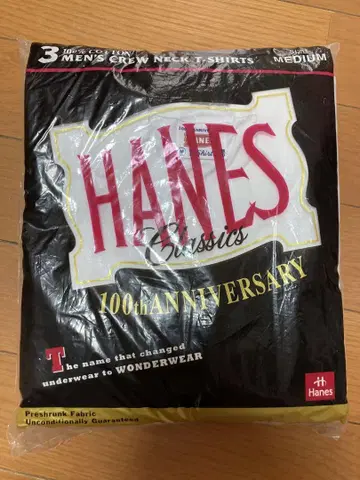 3 100% COTTON
MEN'S CREW NECK T-SHIRTS
SIZE
MEDIUM
HANES
Classics
100th ANNIVERSARY
The name that changed
underwear to WONDERWEAR
Hanes
Preshrunk Fabric
Unconditionally Guaranteed